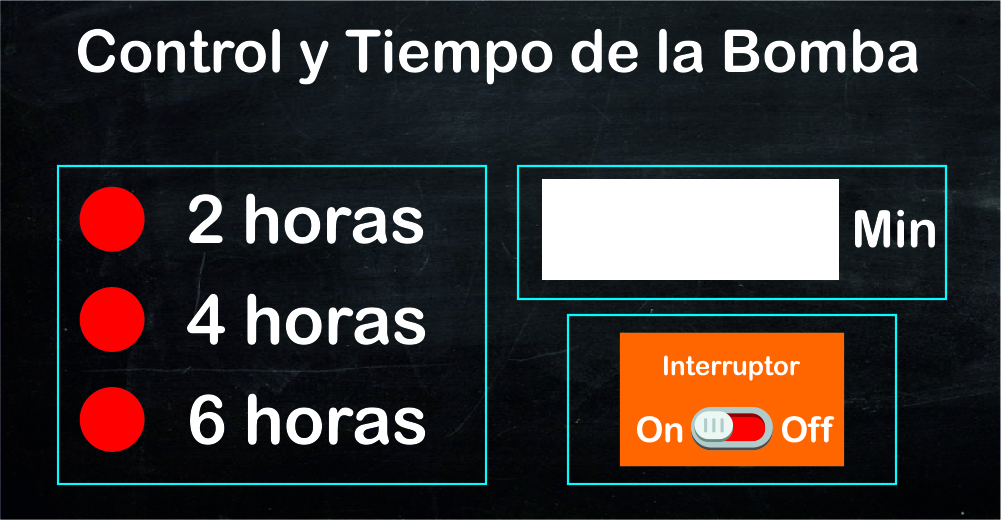 Control y Tiempo de la Bomba
2 horas
4 horas
6 horas
Min
Interruptor
On Off